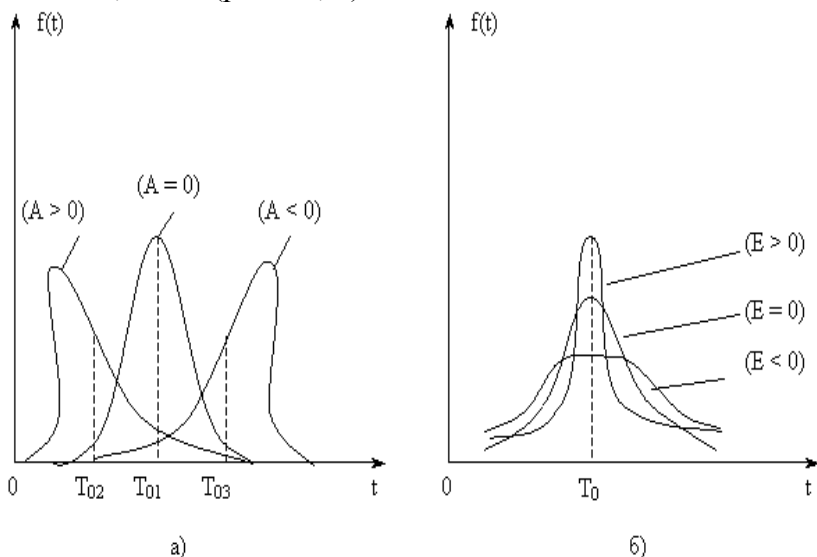 f(t)
(A > 0)
(A = 0)
(A < 0)
0
T02
T01
T03
t
а)
f(t)
(E > 0)
(E = 0)
(E < 0)
0
T0
t
б)